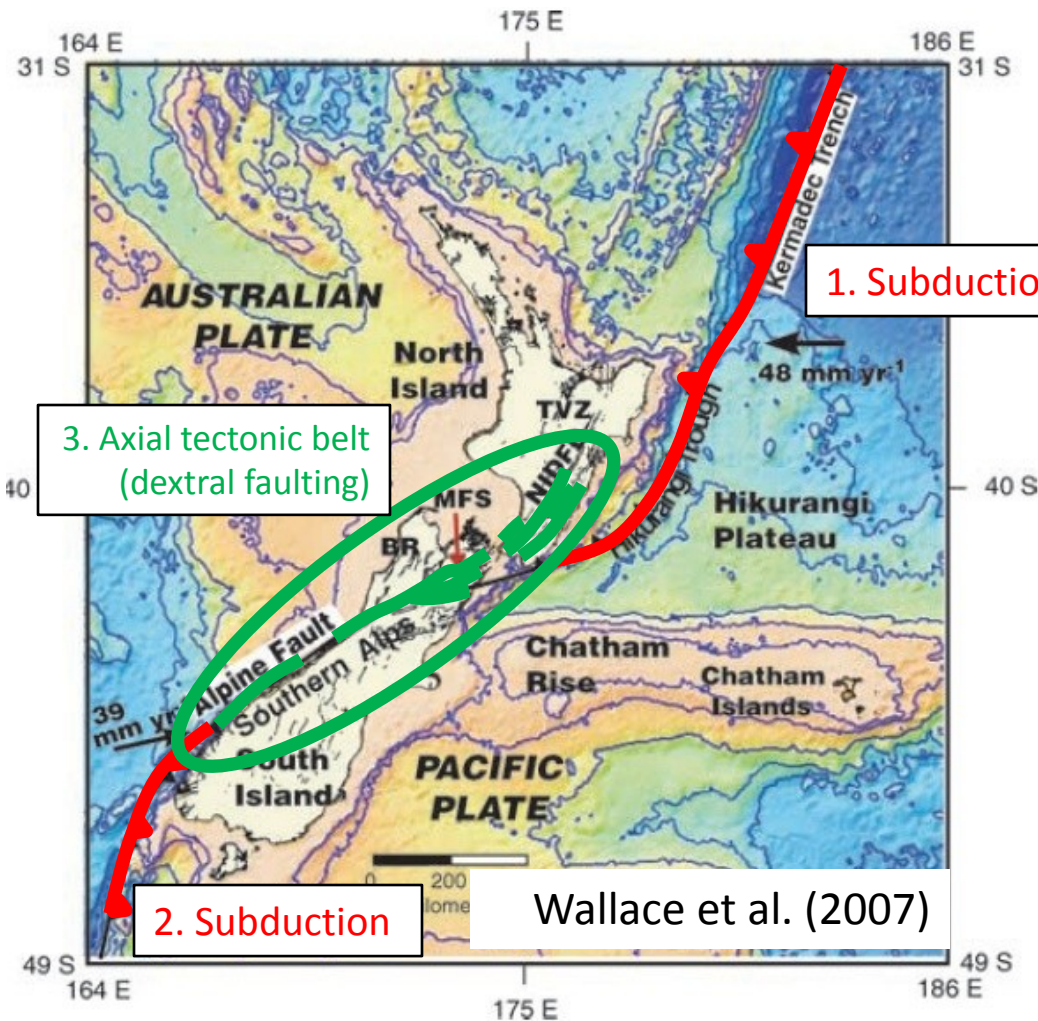 175 E
164 E
186 E
31 S
31 S
Kermadec Trench
1. Subductio
AUSTRALIAN
PLATE
North
Island
48 mm yr-1
TVZ
3. Axial tectonic belt
(dextral faulting)
40
40 S
MFS
BR
Hikurangi
Plateau
Alpine Fault
Southern Alps
Chatham
Rise
Chatham
Islands
39
mm yr
South
Island
PACIFIC
PLATE
0
200
2. Subduction
Wallace et al. (2007)
49 S
49 S
164 E
175 E
186 E